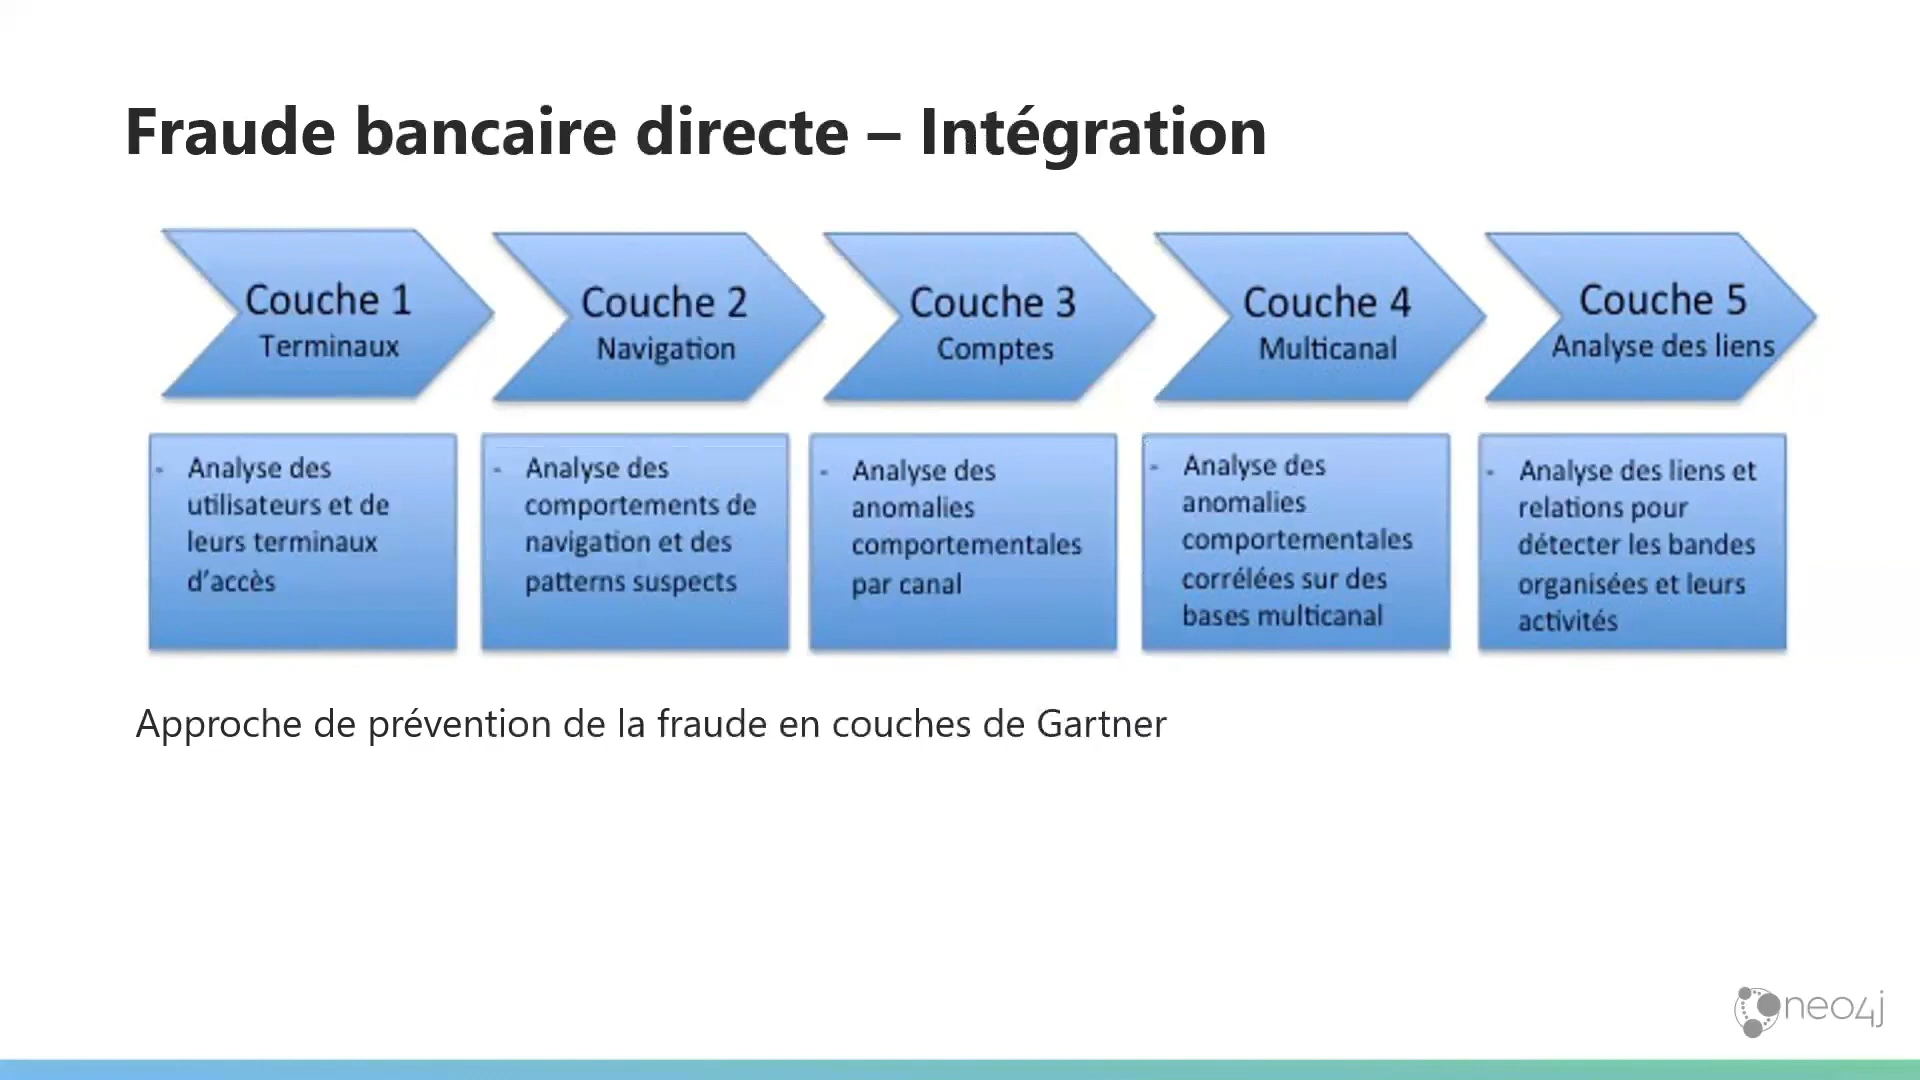 Fraude bancaire directe – Intégration
Couche 1
Terminaux
Couche 2
Navigation
Couche 3
Comptes
Couche 4
Multicanal
Couche 5
Analyse des liens
- Analyse des
utilisateurs et de
leurs terminaux
d’accès
- Analyse des
comportements de
navigation et des
patterns suspects
- Analyse des
anomalies
comportementales
par canal
- Analyse des
anomalies
comportementales
corrélées sur des
bases multicanal
- Analyse des liens et
relations pour
détecter les bandes
organisées et leurs
activités
Approche de prévention de la fraude en couches de Gartner
neo4j